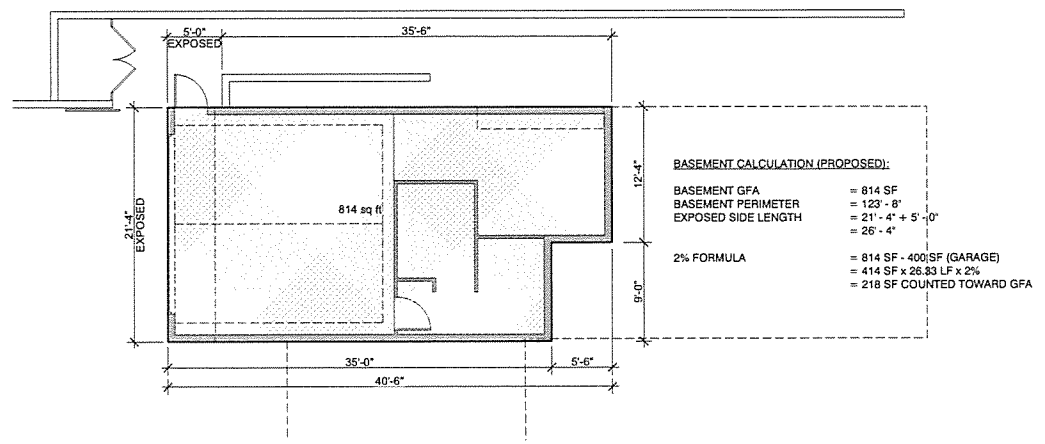 5'-0"
EXPOSED
35'-6"
21'-4"
EXPOSED
814 sq ft
12'-4"
9'-0"
35'-0"
5'-6"
40'-6"
BASEMENT CALCULATION (PROPOSED):
BASEMENT GFA = 814 SF
BASEMENT PERIMETER = 123' - 8"
EXPOSED SIDE LENGTH = 21' - 4" + 5' - 0"
= 26' - 4"
2% FORMULA = 814 SF - 400 SF (GARAGE)
= 414 SF x 26.33 LF x 2%
= 218 SF COUNTED TOWARD GFA